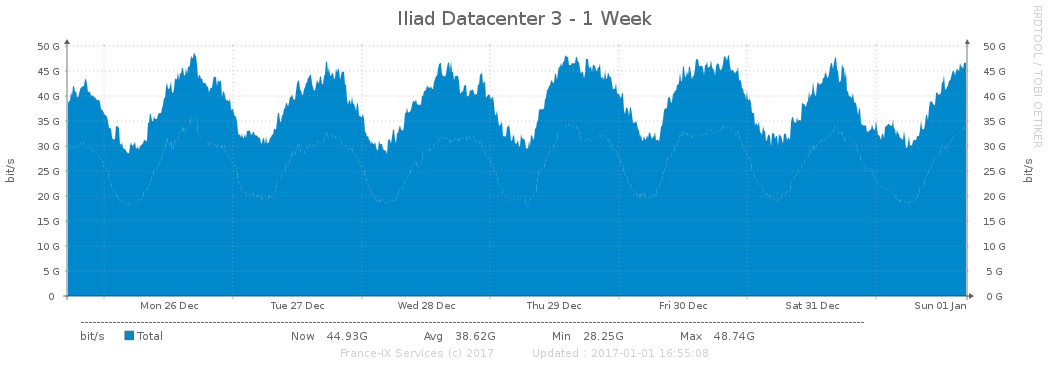 Iliad Datacenter 3 - 1 Week
RRDTOOL / TOBI OETIKER
50 G 50 G
45 G 45 G
40 G 40 G
35 G 35 G
30 G 30 G
25 G 25 G
20 G 20 G
15 G 15 G
10 G 10 G
5 G 5 G
0 0 G
bit/s bit/s
Mon 26 Dec Tue 27 Dec Wed 28 Dec Thu 29 Dec Fri 30 Dec Sat 31 Dec Sun 01 Jan
bit/s Total Now 44.93G Avg 38.62G Min 28.25G Max 48.74G
France-IX Services (c) 2017 Updated : 2017-01-01 16:55:08